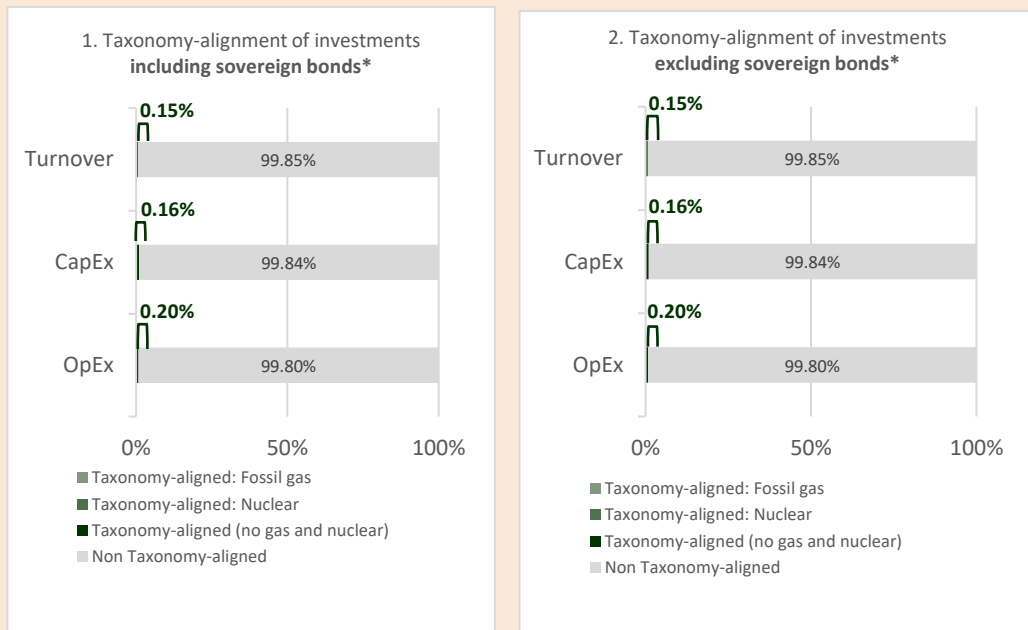 1. Taxonomy-alignment of investments
including sovereign bonds*
0.15%
Turnover
99.85%
0.16%
CapEx
99.84%
0.20%
OpEx
99.80%
0%
50%
100%
Taxonomy-aligned: Fossil gas
Taxonomy-aligned: Nuclear
Taxonomy-aligned (no gas and nuclear)
Non Taxonomy-aligned
2. Taxonomy-alignment of investments
excluding sovereign bonds*
0.15%
Turnover
99.85%
0.16%
CapEx
99.84%
0.20%
OpEx
99.80%
0%
50%
100%
Taxonomy-aligned: Fossil gas
Taxonomy-aligned: Nuclear
Taxonomy-aligned (no gas and nuclear)
Non Taxonomy-aligned